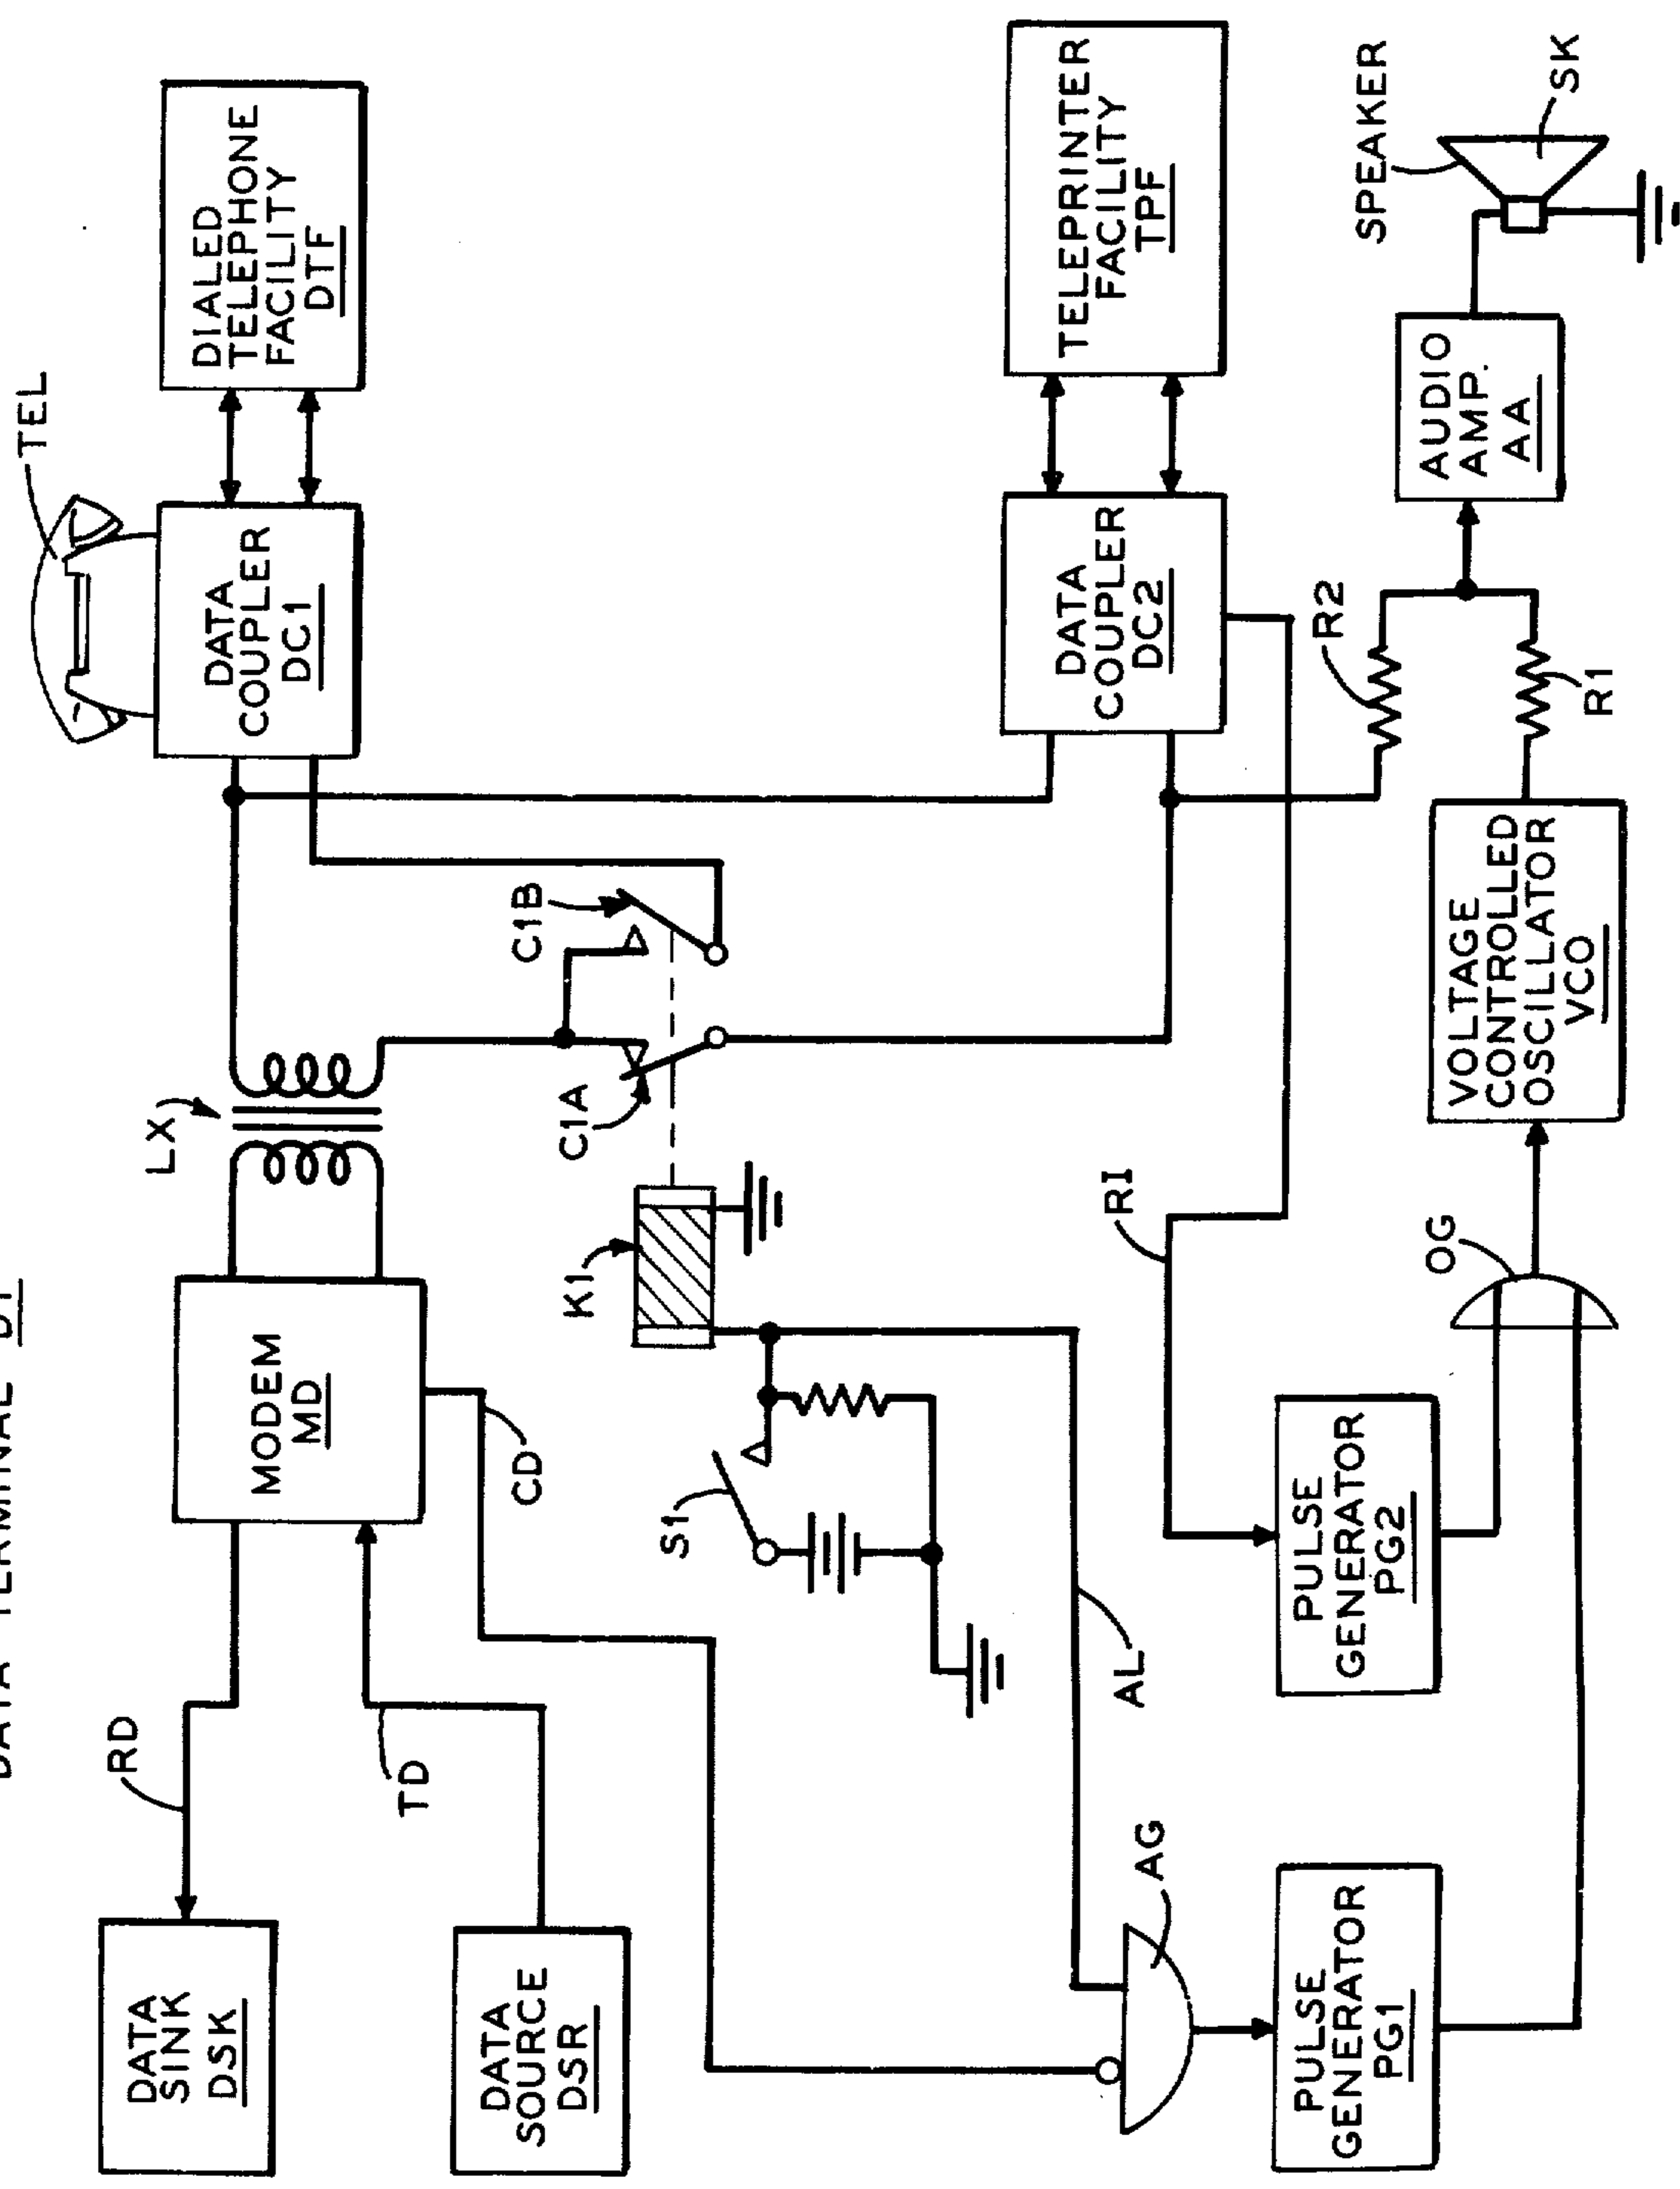 DATA TERMINAL DT
TEL
DIALED
TELEPHONE
FACILITY
DTF
DATA
COUPLER
DC1
LX
MODEM
MD
RD
TD
CD
DATA
SINK
DSK
DATA
SOURCE
DSR
C1B
C1A
K1
S1
TELEPRINTER
FACILITY
TPF
DATA
COUPLER
DC2
R2
R1
RI
AL
AG
OG
PULSE
GENERATOR
PG2
PULSE
GENERATOR
PG1
VOLTAGE
CONTROLLED
OSCILLATOR
VCO
AUDIO
AMP.
AA
SPEAKER
SK